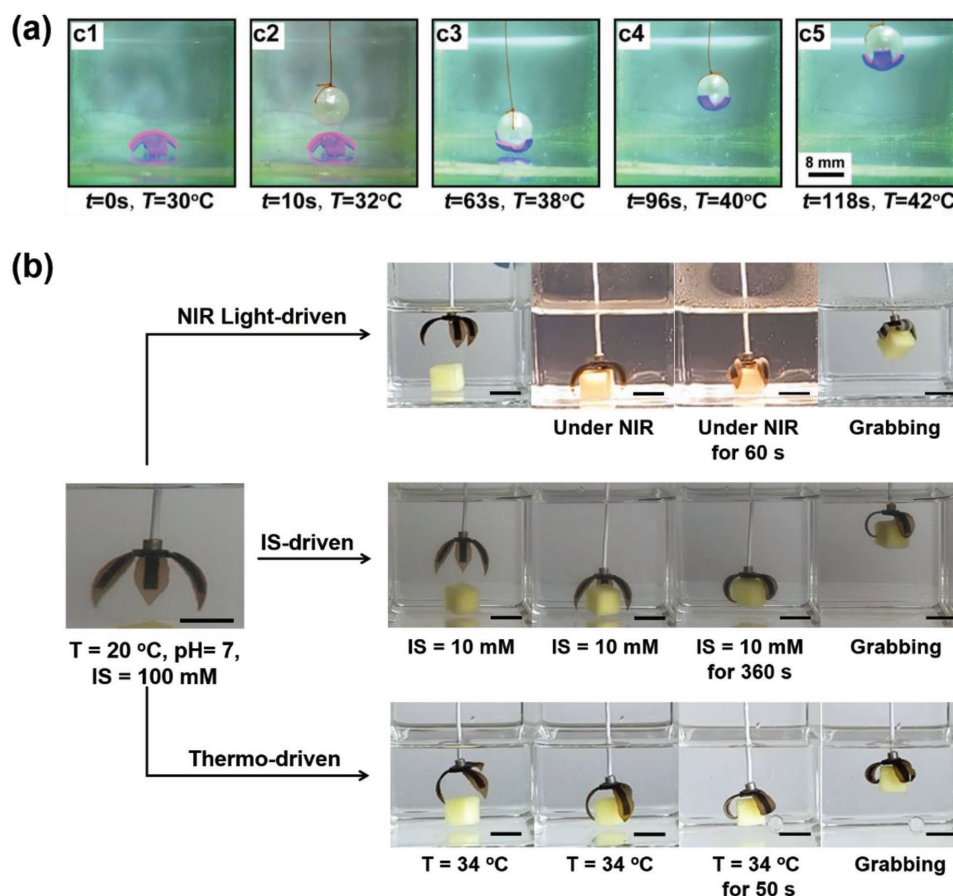 (a)
c1
c2
c3
c4
c5
8 mm
t=0s, T=30°C
t=10s, T=32°C
t=63s, T=38°C
t=96s, T=40°C
t=118s, T=42°C
(b)
NIR Light-driven
Under NIR
Under NIR
for 60 s
Grabbing
IS-driven
T = 20 °C, pH= 7,
IS = 100 mM
IS = 10 mM
IS = 10 mM
IS = 10 mM
for 360 s
Grabbing
Thermo-driven
T = 34 °C
T = 34 °C
T = 34 °C
for 50 s
Grabbing